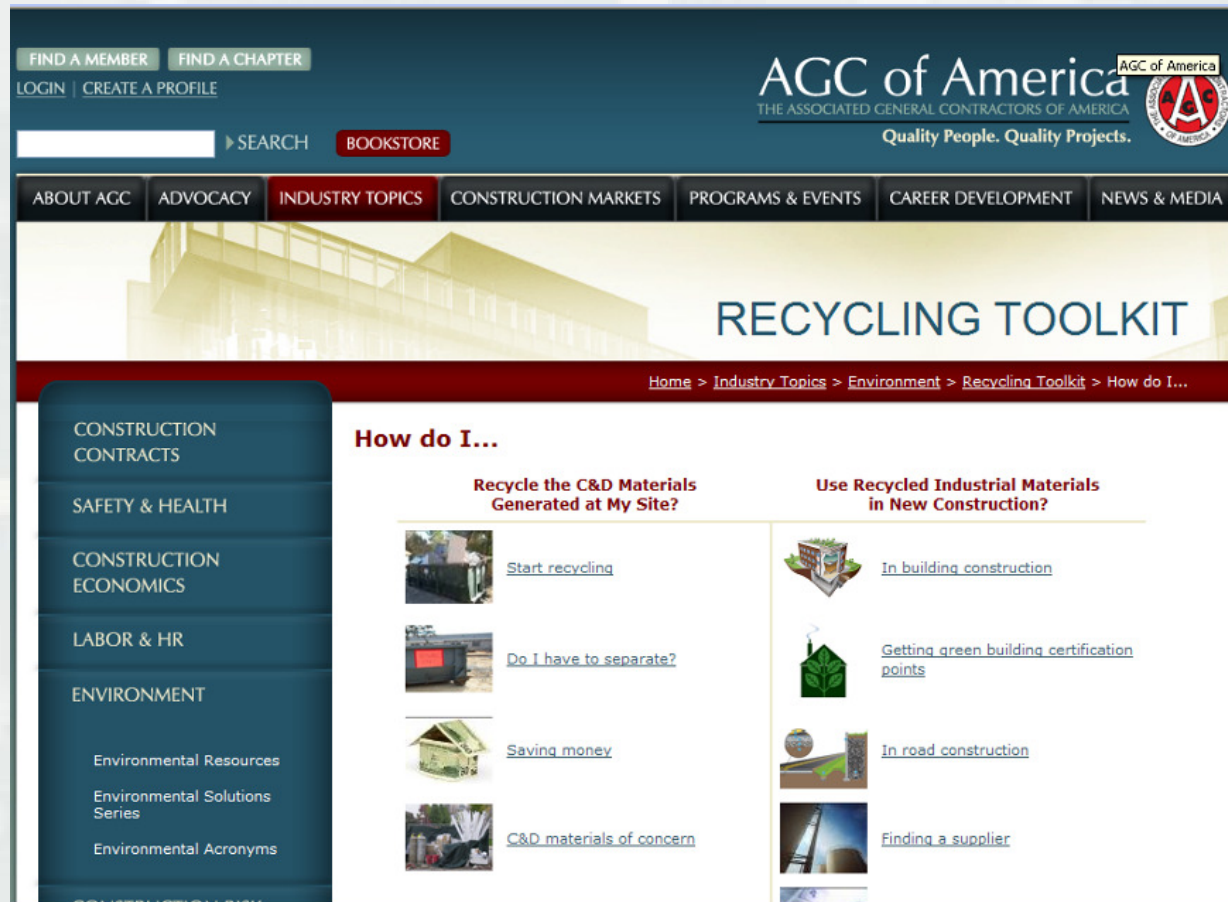 FIND A MEMBER FIND A CHAPTER
LOGIN | CREATE A PROFILE
SEARCH BOOKSTORE
AGC of America
THE ASSOCIATED GENERAL CONTRACTORS OF AMERICA
Quality People. Quality Projects.
AGC of America
AGC
ABOUT AGC ADVOCACY INDUSTRY TOPICS CONSTRUCTION MARKETS PROGRAMS & EVENTS CAREER DEVELOPMENT NEWS & MEDIA
RECYCLING TOOLKIT
Home > Industry Topics > Environment > Recycling Toolkit > How do I...
CONSTRUCTION
CONTRACTS
SAFETY & HEALTH
CONSTRUCTION
ECONOMICS
LABOR & HR
ENVIRONMENT
Environmental Resources
Environmental Solutions
Series
Environmental Acronyms
CONSTRUCTION RISK
How do I...
Recycle the C&D Materials
Generated at My Site?
Start recycling
Do I have to separate?
Saving money
C&D materials of concern
Use Recycled Industrial Materials
in New Construction?
In building construction
Getting green building certification
points
In road construction
Finding a supplier